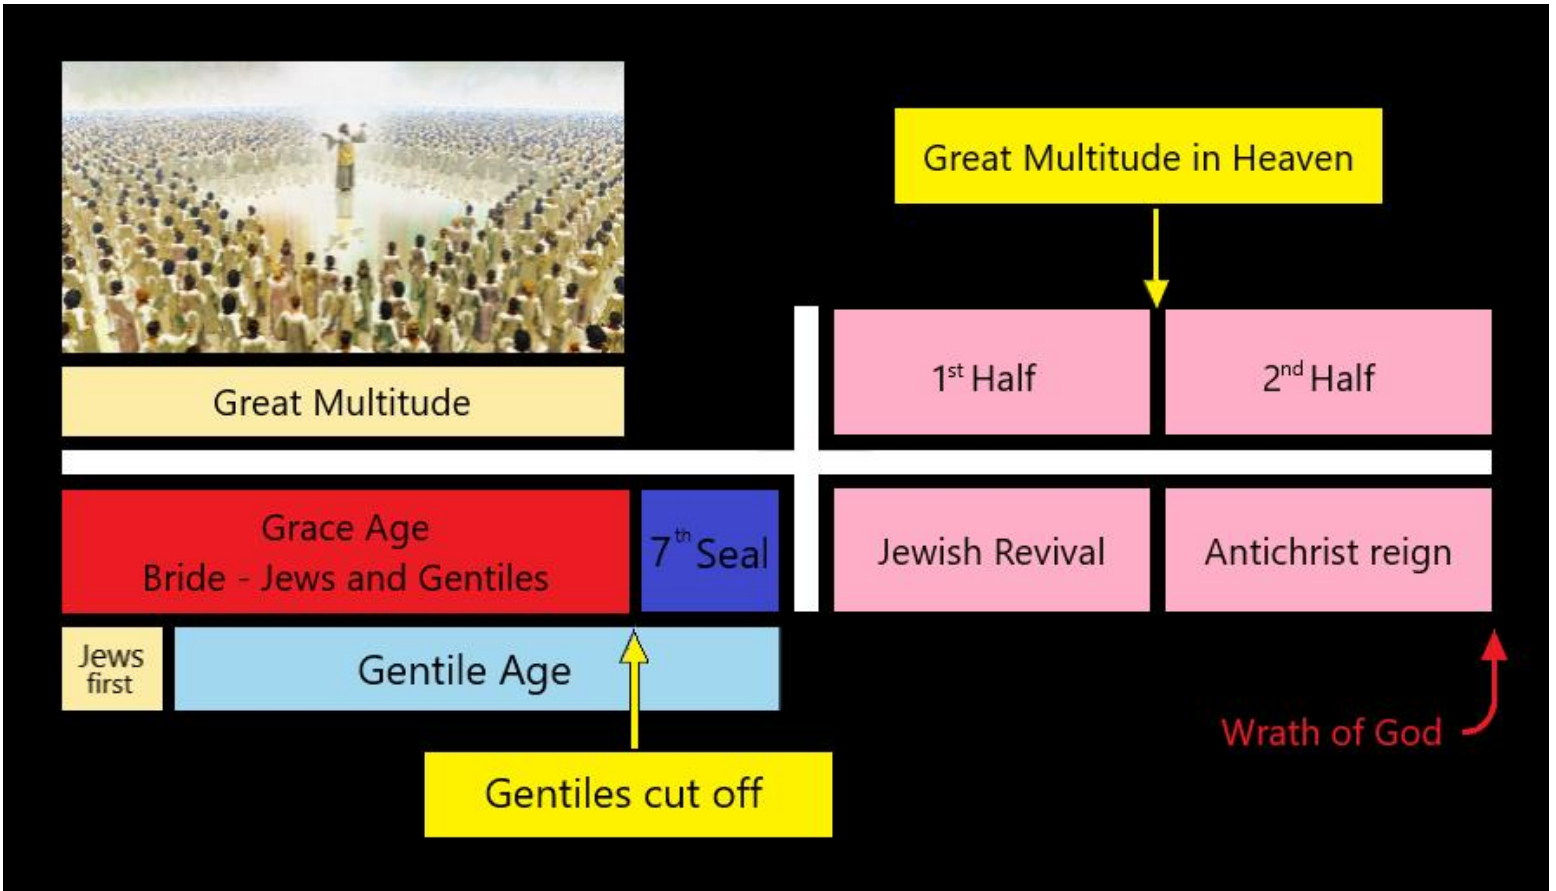 Great Multitude in Heaven
Great Multitude
1st Half
2nd Half
Grace Age
Bride - Jews and Gentiles
7th Seal
Jewish Revival
Antichrist reign
Jews
first
Gentile Age
Wrath of God
Gentiles cut off